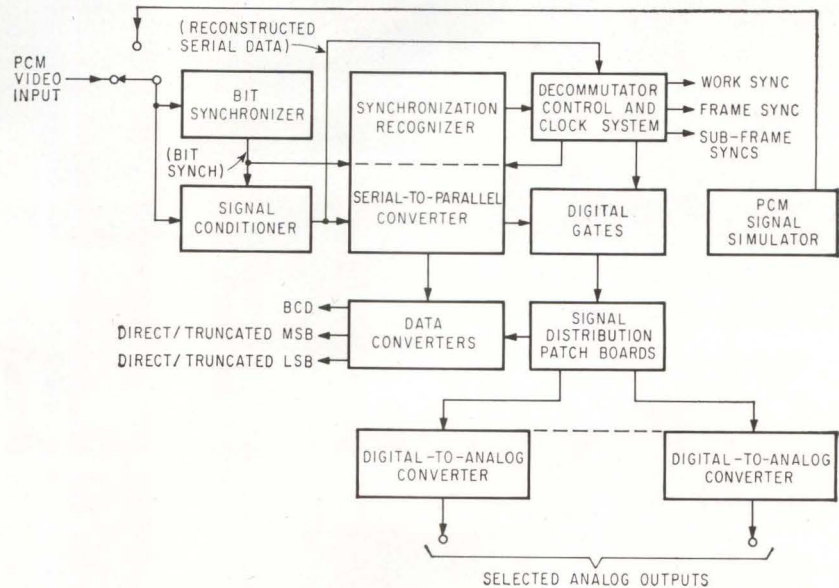 (RECONSTRUCTED
SERIAL DATA)
PCM
VIDEO
INPUT
BIT
SYNCHRONIZER
(BIT
SYNCH)
SIGNAL
CONDITIONER
SYNCHRONIZATION
RECOGNIZER
SERIAL-TO-PARALLEL
CONVERTER
DECOMMUTATOR
CONTROL AND
CLOCK SYSTEM
WORK SYNC
FRAME SYNC
SUB-FRAME
SYNCS
DIGITAL
GATES
PCM
SIGNAL
SIMULATOR
BCD
DIRECT/TRUNCATED MSB
DIRECT/TRUNCATED LSB
DATA
CONVERTERS
SIGNAL
DISTRIBUTION
PATCH BOARDS
DIGITAL-TO-ANALOG
CONVERTER
DIGITAL-TO-ANALOG
CONVERTER
SELECTED ANALOG OUTPUTS